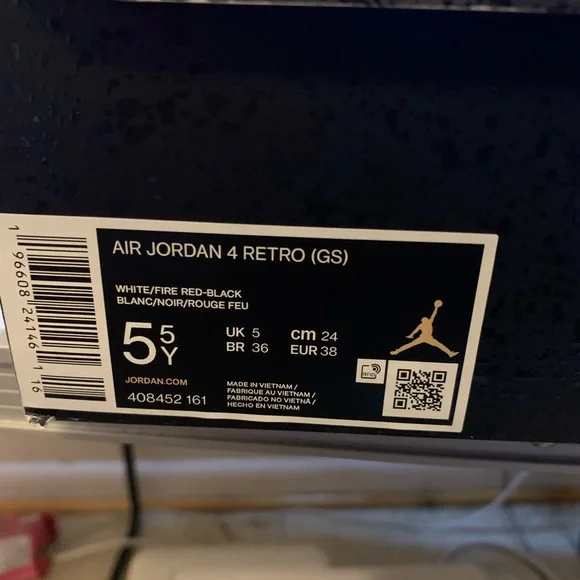 AIR JORDAN 4 RETRO (GS)
WHITE/FIRE RED-BLACK
BLANC/NOIR/ROUGE FEU
5 5Y
UK 5
cm 24
BR 36
EUR 38
RFID
JORDAN.COM
408452 161
MADE IN VIETNAM /
FABRIQUE AU VIETNAM /
FABRICADO NO VIETNÃ /
HECHO EN VIETNAM
1 96608 24146 1 16